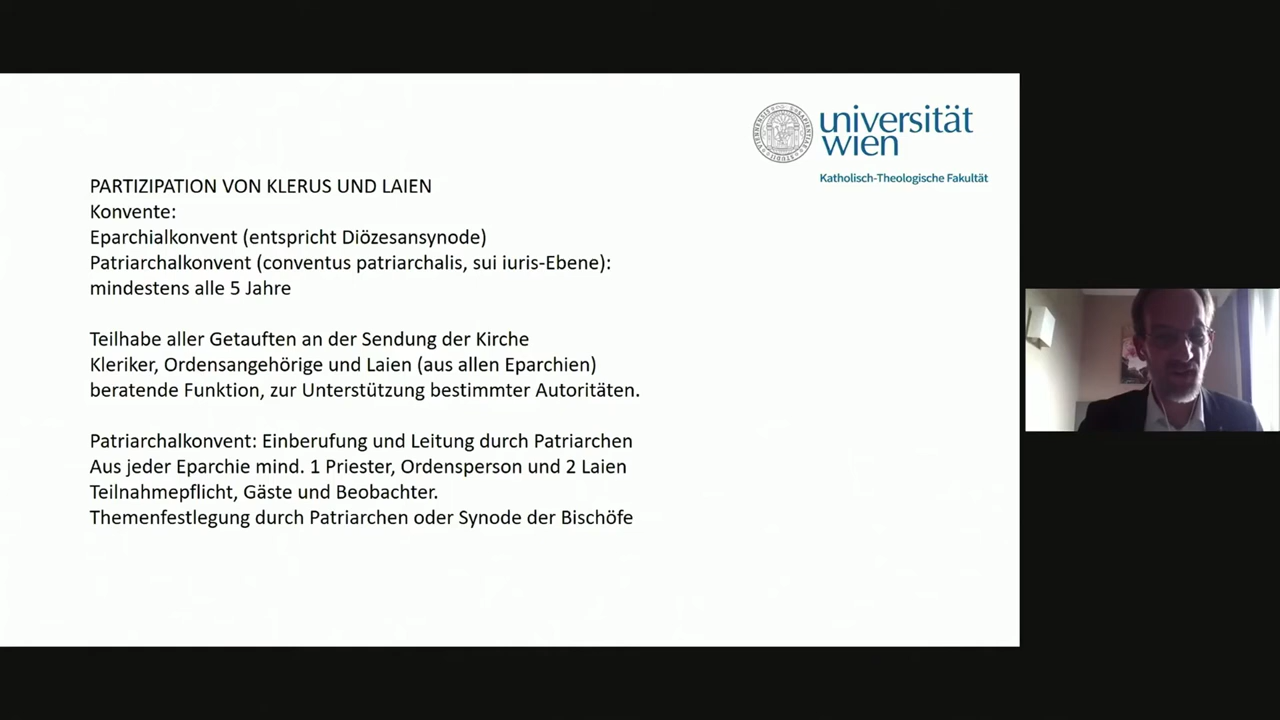 universität
wien
Katholisch-Theologische Fakultät
PARTIZIPATION VON KLERUS UND LAIEN
Konvente:
Eparchialkonvent (entspricht Diözesansynode)
Patriarchalkonvent (conventus patriarchalis, sui iuris-Ebene):
mindestens alle 5 Jahre
Teilhabe aller Getauften an der Sendung der Kirche
Kleriker, Ordensangehörige und Laien (aus allen Eparchien)
beratende Funktion, zur Unterstützung bestimmter Autoritäten.
Patriarchalkonvent: Einberufung und Leitung durch Patriarchen
Aus jeder Eparchie mind. 1 Priester, Ordensperson und 2 Laien
Teilnahmepflicht, Gäste und Beobachter.
Themenfestlegung durch Patriarchen oder Synode der Bischöfe